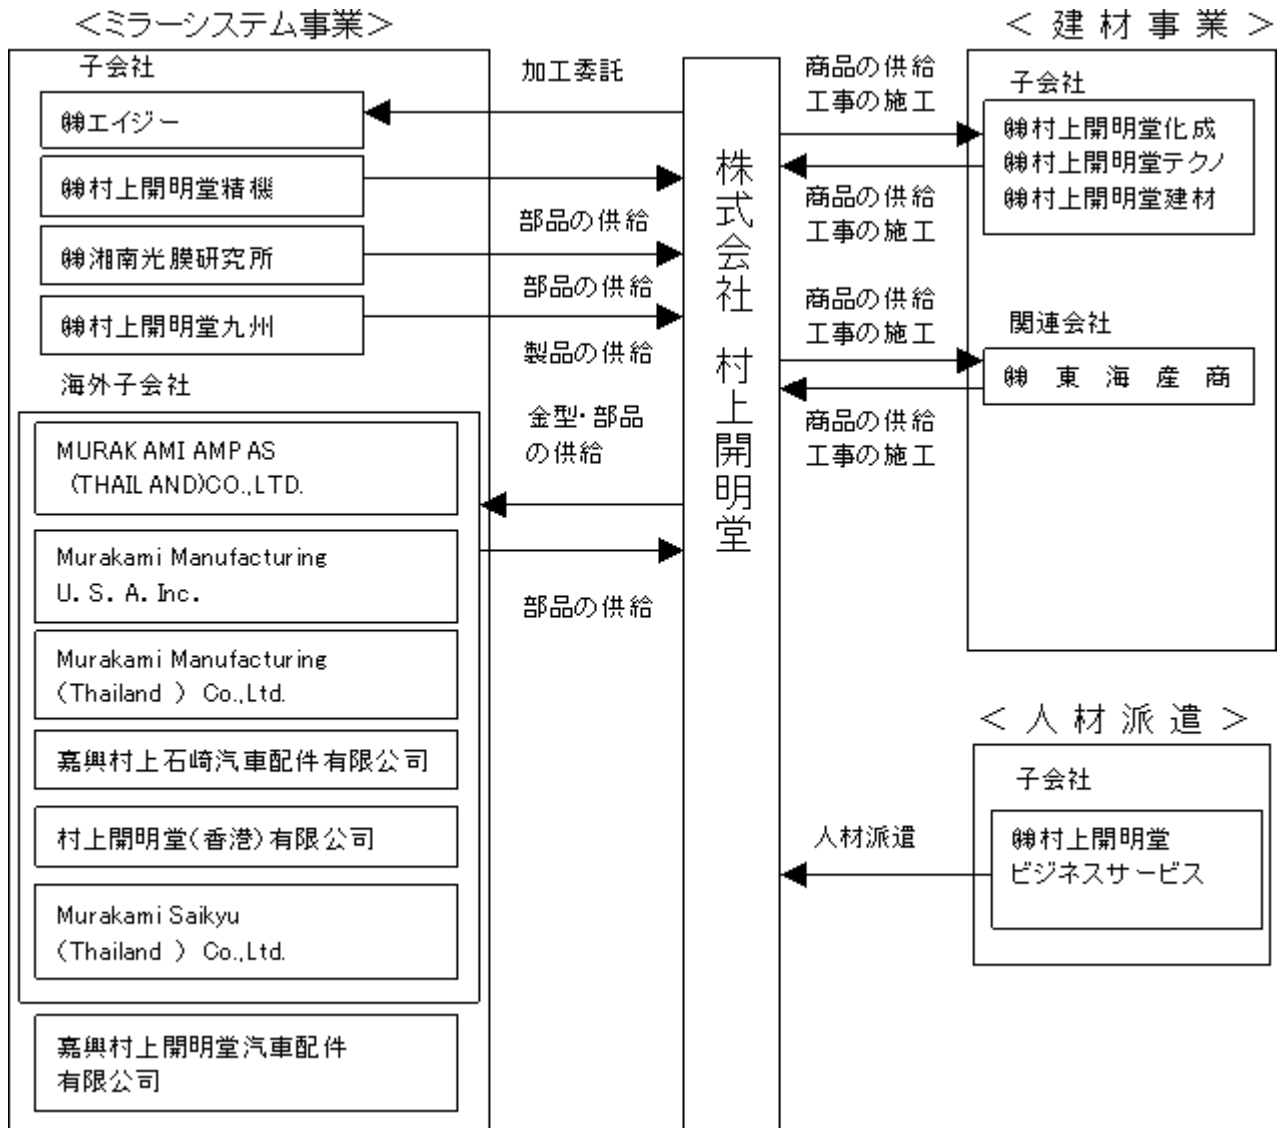 ＜ミラーシステム事業＞
子会社
㈱エイジー
㈱村上開明堂精機
㈱湘南光膜研究所
㈱村上開明堂九州
海外子会社
MURAKAMI AMPAS
(THAILAND)CO.,LTD.
Murakami Manufacturing
U. S. A. Inc.
Murakami Manufacturing
（Thailand ） Co.,Ltd.
嘉興村上石崎汽車配件有限公司
村上開明堂（香港）有限公司
Murakami Saikyu
（Thailand ） Co.,Ltd.
嘉興村上開明堂汽車配件
有限公司
加工委託
部品の供給
部品の供給
製品の供給
金型・部品
の供給
部品の供給
株式会社 村上開明堂
＜ 建 材 事 業 ＞
商品の供給
工事の施工
商品の供給
工事の施工
子会社
㈱村上開明堂化成
㈱村上開明堂テクノ
㈱村上開明堂建材
商品の供給
工事の施工
商品の供給
工事の施工
関連会社
㈱ 東 海 産 商
＜ 人 材 派 遣 ＞
人材派遣
子会社
㈱村上開明堂
ビジネスサービス